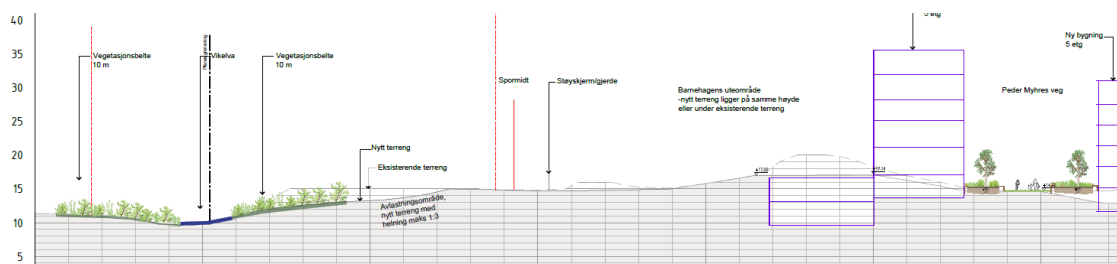 40
35
30
25
20
15
10
5
Vegetasjonsbelte
10 m
Vikelva
Vegetasjonsbelte
10 m
Nytt terreng
Eksisterende terreng
Avlastningsområde,
nytt terreng med
helning maks 1:3
Spormidt
Støyskjerm/gjerde
Barnehagens uteområde
-nytt terreng ligger på samme høyde
eller under eksisterende terreng
5 etg
Peder Myhres veg
Ny bygning
5 etg